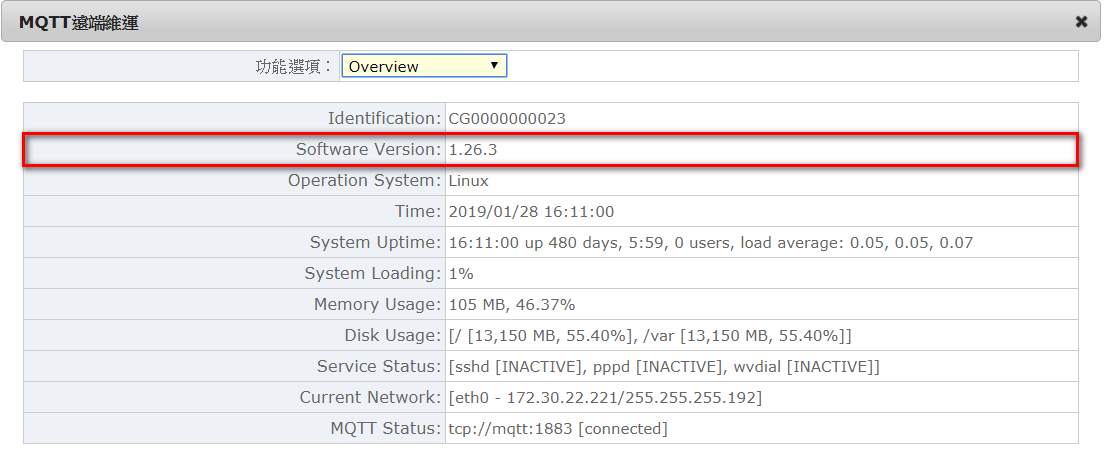 MQTT遠端維運
功能選項：Overview
Identification: CG0000000023
Software Version: 1.26.3
Operation System: Linux
Time: 2019/01/28 16:11:00
System Uptime: 16:11:00 up 480 days, 5:59, 0 users, load average: 0.05, 0.05, 0.07
System Loading: 1%
Memory Usage: 105 MB, 46.37%
Disk Usage: [/ [13,150 MB, 55.40%], /var [13,150 MB, 55.40%]]
Service Status: [sshd [INACTIVE], pppd [INACTIVE], wvdial [INACTIVE]]
Current Network: [eth0 - 172.30.22.221/255.255.255.192]
MQTT Status: tcp://mqtt:1883 [connected]